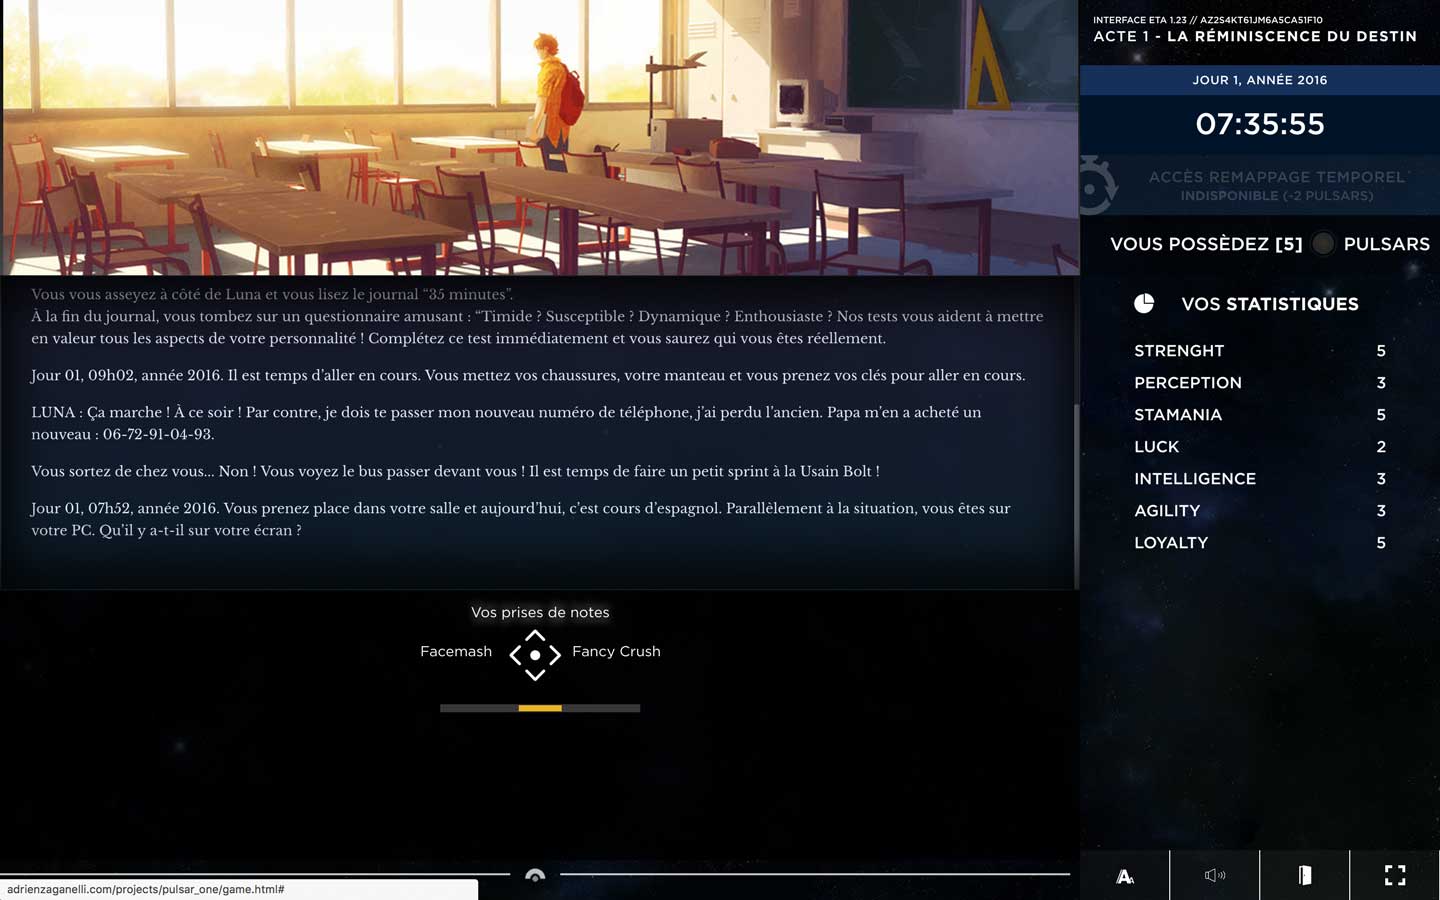 INTERFACE ETA 1.23 // AZ2S4KT61JM6A5CA51F10
ACTE 1 - LA RÉMINISCENCE DU DESTIN
JOUR 1, ANNÉE 2016
07:35:55
ACCÈS REMAPPAGE TEMPOREL
INDISPONIBLE (-2 PULSARS)
VOUS POSSÈDEZ [5] PULSARS
VOS STATISTIQUES
STRENGHT 5
PERCEPTION 3
STAMANIA 5
LUCK 2
INTELLIGENCE 3
AGILITY 3
LOYALTY 5
Vous vous asseyez à côté de Luna et vous lisez le journal “35 minutes”.
À la fin du journal, vous tombez sur un questionnaire amusant : “Timide ? Susceptible ? Dynamique ? Enthousiaste ? Nos tests vous aident à mettre
en valeur tous les aspects de votre personnalité ! Complétez ce test immédiatement et vous saurez qui vous êtes réellement.
Jour 01, 09h02, année 2016. Il est temps d’aller en cours. Vous mettez vos chaussures, votre manteau et vous prenez vos clés pour aller en cours.
LUNA : Ça marche ! À ce soir ! Par contre, je dois te passer mon nouveau numéro de téléphone, j’ai perdu l’ancien. Papa m’en a acheté un
nouveau : 06-72-91-04-93.
Vous sortez de chez vous... Non ! Vous voyez le bus passer devant vous ! Il est temps de faire un petit sprint à la Usain Bolt !
Jour 01, 07h52, année 2016. Vous prenez place dans votre salle et aujourd’hui, c’est cours d’espagnol. Parallèlement à la situation, vous êtes sur
votre PC. Qu’il y a-t-il sur votre écran ?
Vos prises de notes
Facemash
Fancy Crush
adrienzaganelli.com/projects/pulsar_one/game.html#